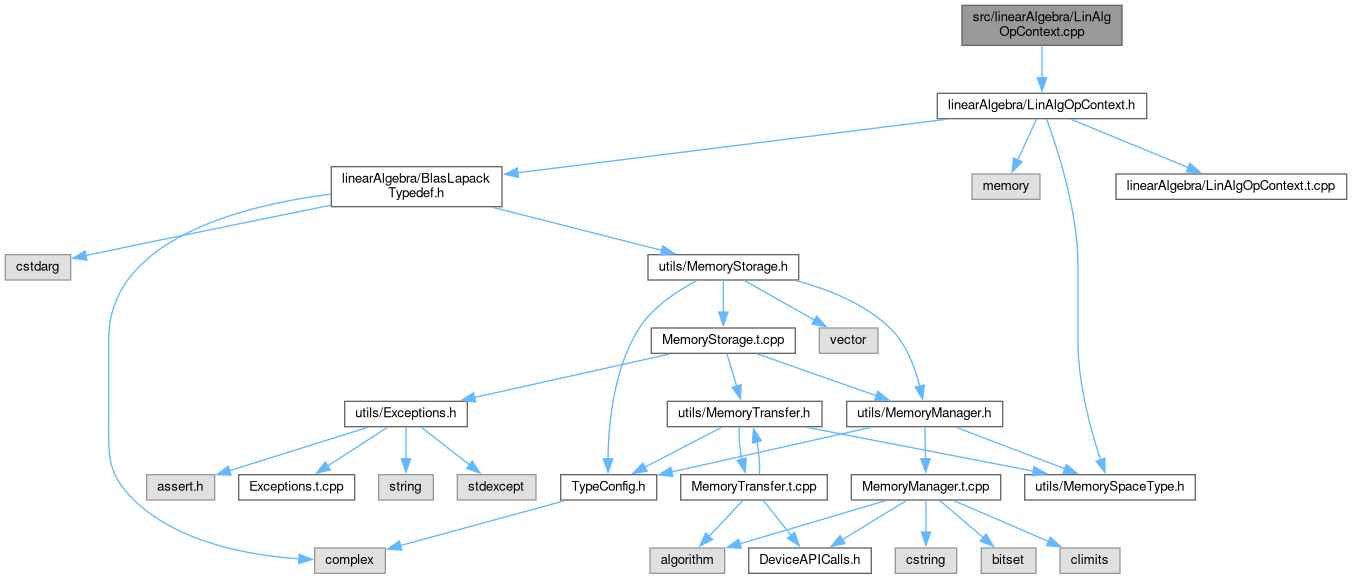 src/linearAlgebra/LinAlg
OpContext.cpp
linearAlgebra/LinAlgOpContext.h
linearAlgebra/BlasLapack
Typedef.h
memory
linearAlgebra/LinAlgOpContext.t.cpp
cstdarg
utils/MemoryStorage.h
MemoryStorage.t.cpp
vector
utils/Exceptions.h
utils/MemoryTransfer.h
utils/MemoryManager.h
assert.h
Exceptions.t.cpp
string
stdexcept
TypeConfig.h
MemoryTransfer.t.cpp
MemoryManager.t.cpp
utils/MemorySpaceType.h
complex
algorithm
DeviceAPICalls.h
cstring
bitset
climits